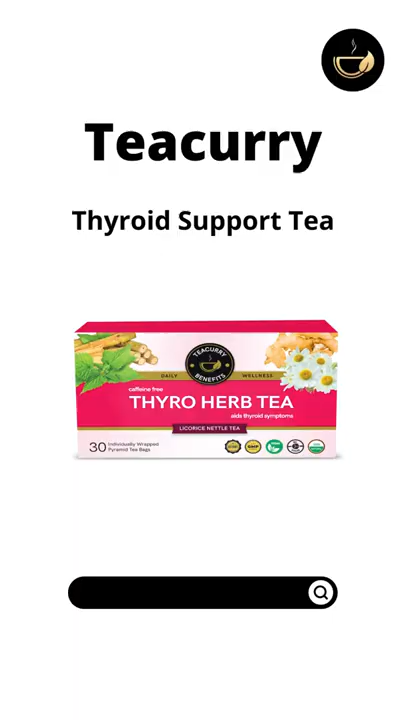 Teacurry
Thyroid Support Tea
TEACURRY
BENEFITS
DAILY
WELLNESS
caffeine free
THYRO HERB TEA
aids thyroid symptoms
LICORICE NETTLE TEA
30 Individually Wrapped
Pyramid Tea Bags